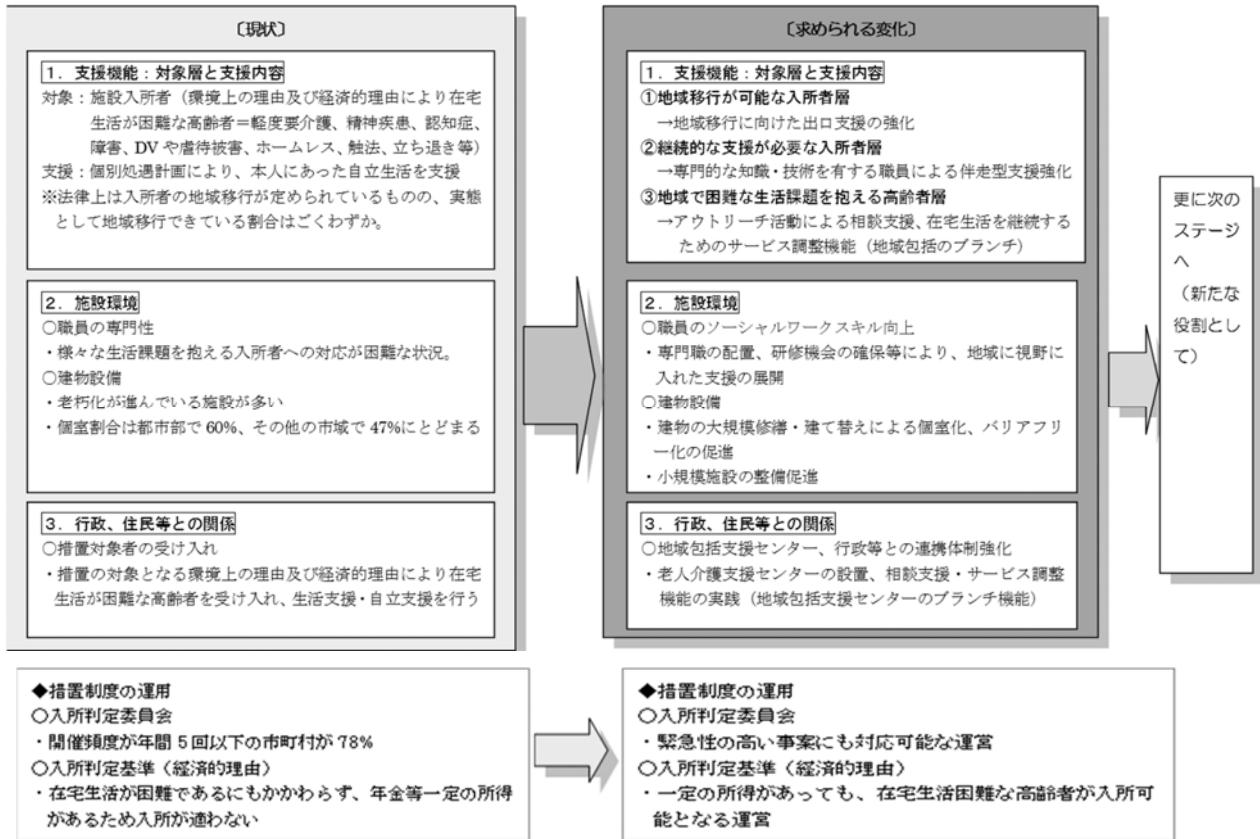 〔現状〕
1．支援機能：対象層と支援内容
対象：施設入所者（環境上の理由及び経済的理由により在宅
生活が困難な高齢者＝軽度要介護、精神疾患、認知症、
障害、DV や虐待被害、ホームレス、触法、立ち退き等）
支援：個別処遇計画により、本人にあった自立生活を支援
※法律上は入所者の地域移行が定められているものの、実態
として地域移行できている割合はごくわずか。
2．施設環境
○職員の専門性
・様々な生活課題を抱える入所者への対応が困難な状況。
○建物設備
・老朽化が進んでいる施設が多い
・個室割合は都市部で 60%、その他の市域で 47%にとどまる
3．行政、住民等との関係
○措置対象者の受け入れ
・措置の対象となる環境上の理由及び経済的理由により在宅
生活が困難な高齢者を受け入れ、生活支援・自立支援を行う
〔求められる変化〕
1．支援機能：対象層と支援内容
①地域移行が可能な入所者層
→地域移行に向けた出口支援の強化
②継続的な支援が必要な入所者層
→専門的な知識・技術を有する職員による伴走型支援強化
③地域で困難な生活課題を抱える高齢者層
→アウトリーチ活動による相談支援、在宅生活を継続する
ためのサービス調整機能（地域包括のブランチ）
2．施設環境
○職員のソーシャルワークスキル向上
・専門職の配置、研修機会の確保等により、地域に視野に
入れた支援の展開
○建物設備
・建物の大規模修繕・建て替えによる個室化、バリアフリ
ー化の促進
・小規模施設の整備促進
3．行政、住民等との関係
○地域包括支援センター、行政等との連携体制強化
・老人介護支援センターの設置、相談支援・サービス調整
機能の実践（地域包括支援センターのブランチ機能）
更に次の
ステージ
へ
（新たな
役割とし
て）
◆措置制度の運用
○入所判定委員会
・開催頻度が年間 5 回以下の市町村が 78%
○入所判定基準（経済的理由）
・在宅生活が困難であるにもかかわらず、年金等一定の所得
があるため入所が適わない
◆措置制度の運用
○入所判定委員会
・緊急性の高い事案にも対応可能な運営
○入所判定基準（経済的理由）
・一定の所得があっても、在宅生活困難な高齢者が入所可
能となる運営